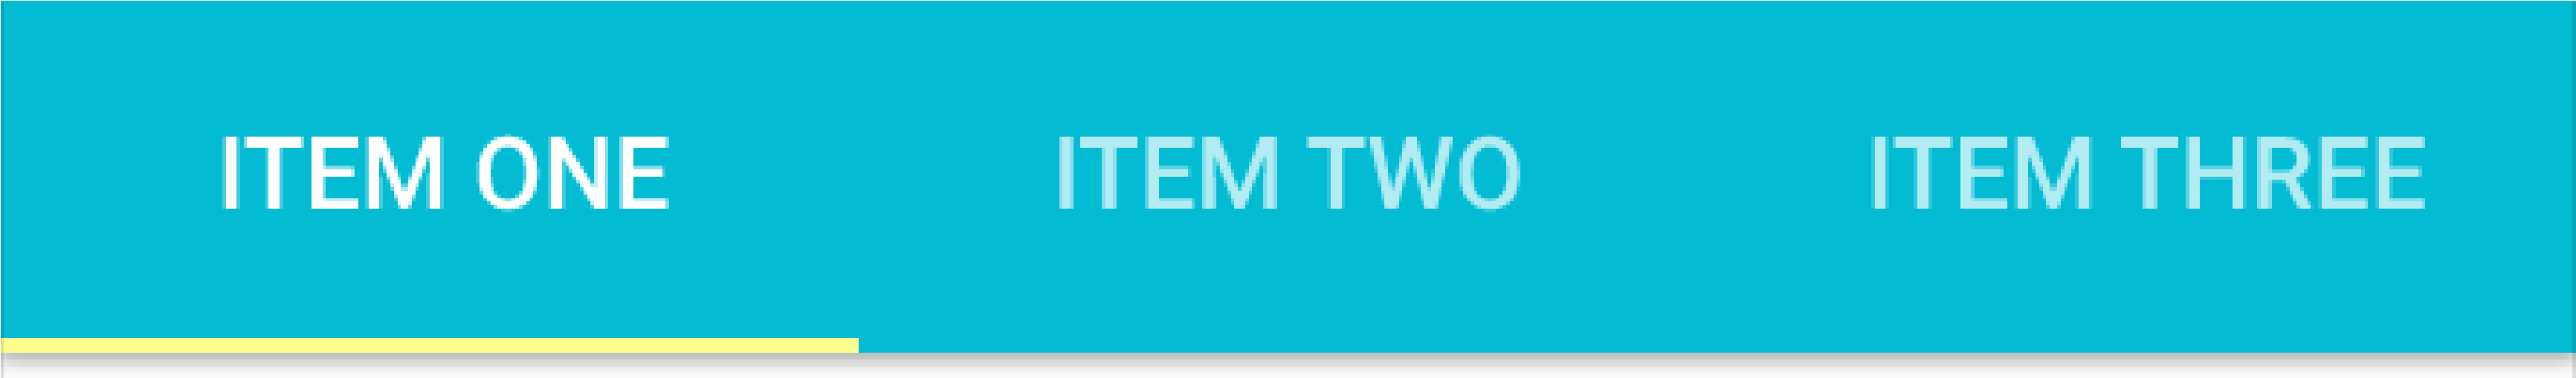 ITEM ONE ITEM TWO ITEM THREE